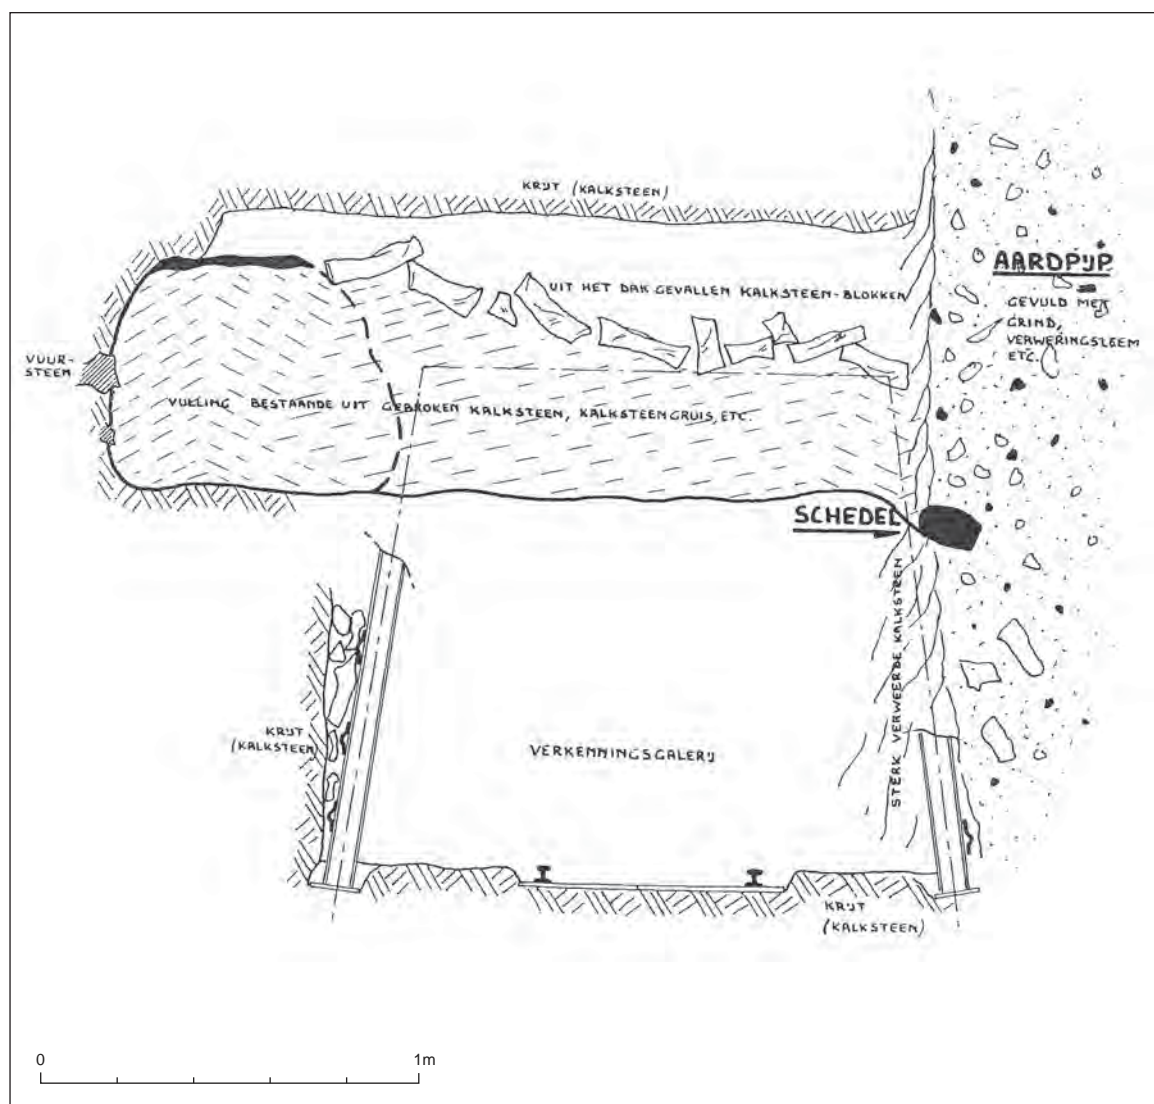 KRIJT (KALKSTEEN)
AARDPIJP
UIT HET DAK GEVALLEN KALKSTEEN-BLOKKEN
GEVULD MET
GRIND,
VERWERINGSLEEM
ETC.
VUUR-
STEEN
VULLING BESTAANDE UIT GEBROKEN KALKSTEEN, KALKSTEENGRUIS, ETC.
SCHEDEL
STERK VERWEERDE KALKSTEEN
KRIJT
(KALKSTEEN)
VERKENNINGSGALERIJ
KRIJT
(KALKSTEEN)
0 1m